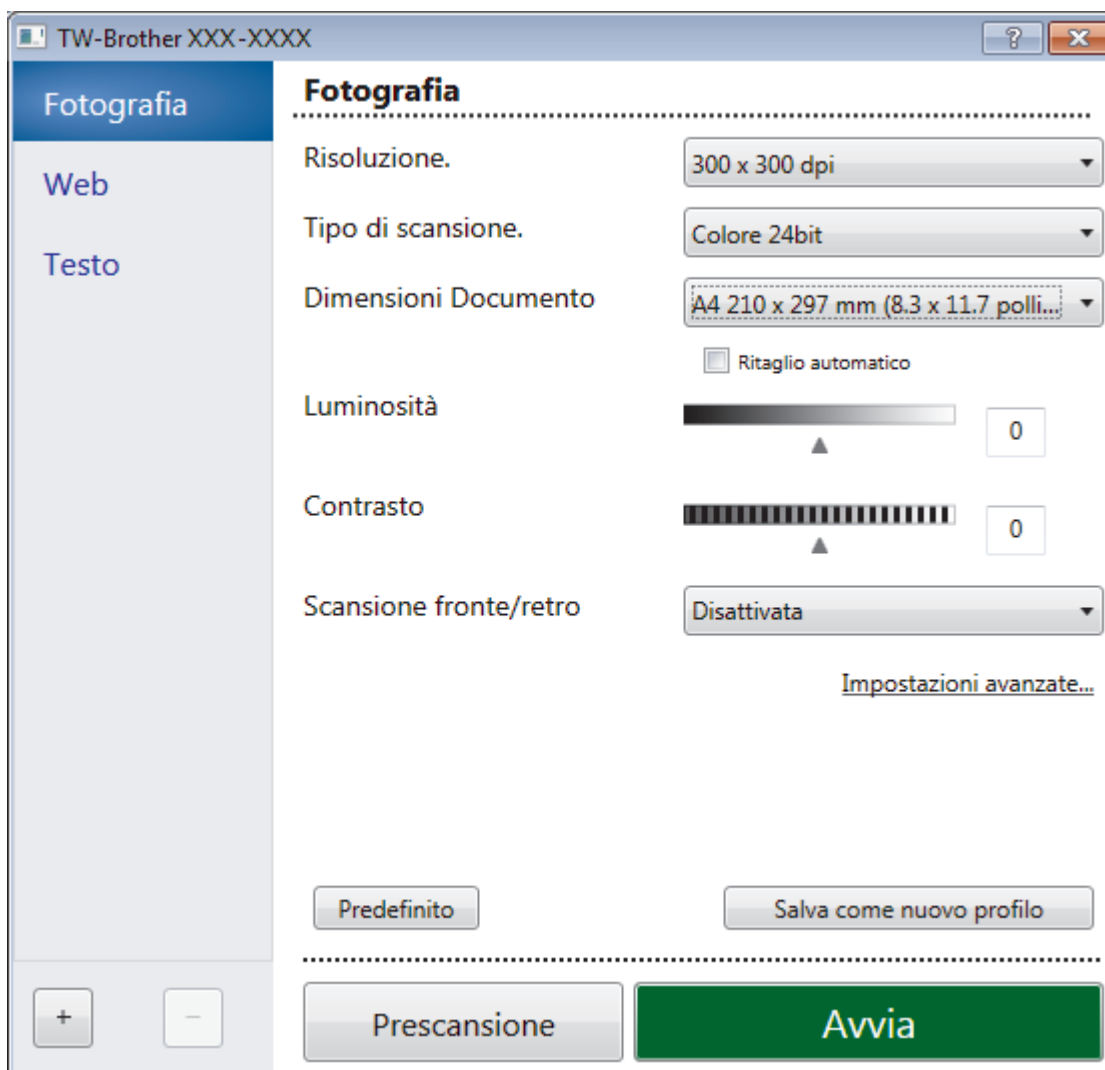 TW-Brother XXX-XXXX
Fotografia
Web
Testo
Fotografia
Risoluzione.
300 x 300 dpi
Tipo di scansione.
Colore 24bit
Dimensioni Documento
A4 210 x 297 mm (8.3 x 11.7 polli...
Ritaglio automatico
Luminosità
0
Contrasto
0
Scansione fronte/retro
Disattivata
Impostazioni avanzate...
Predefinito
Salva come nuovo profilo
Prescansione
Avvia